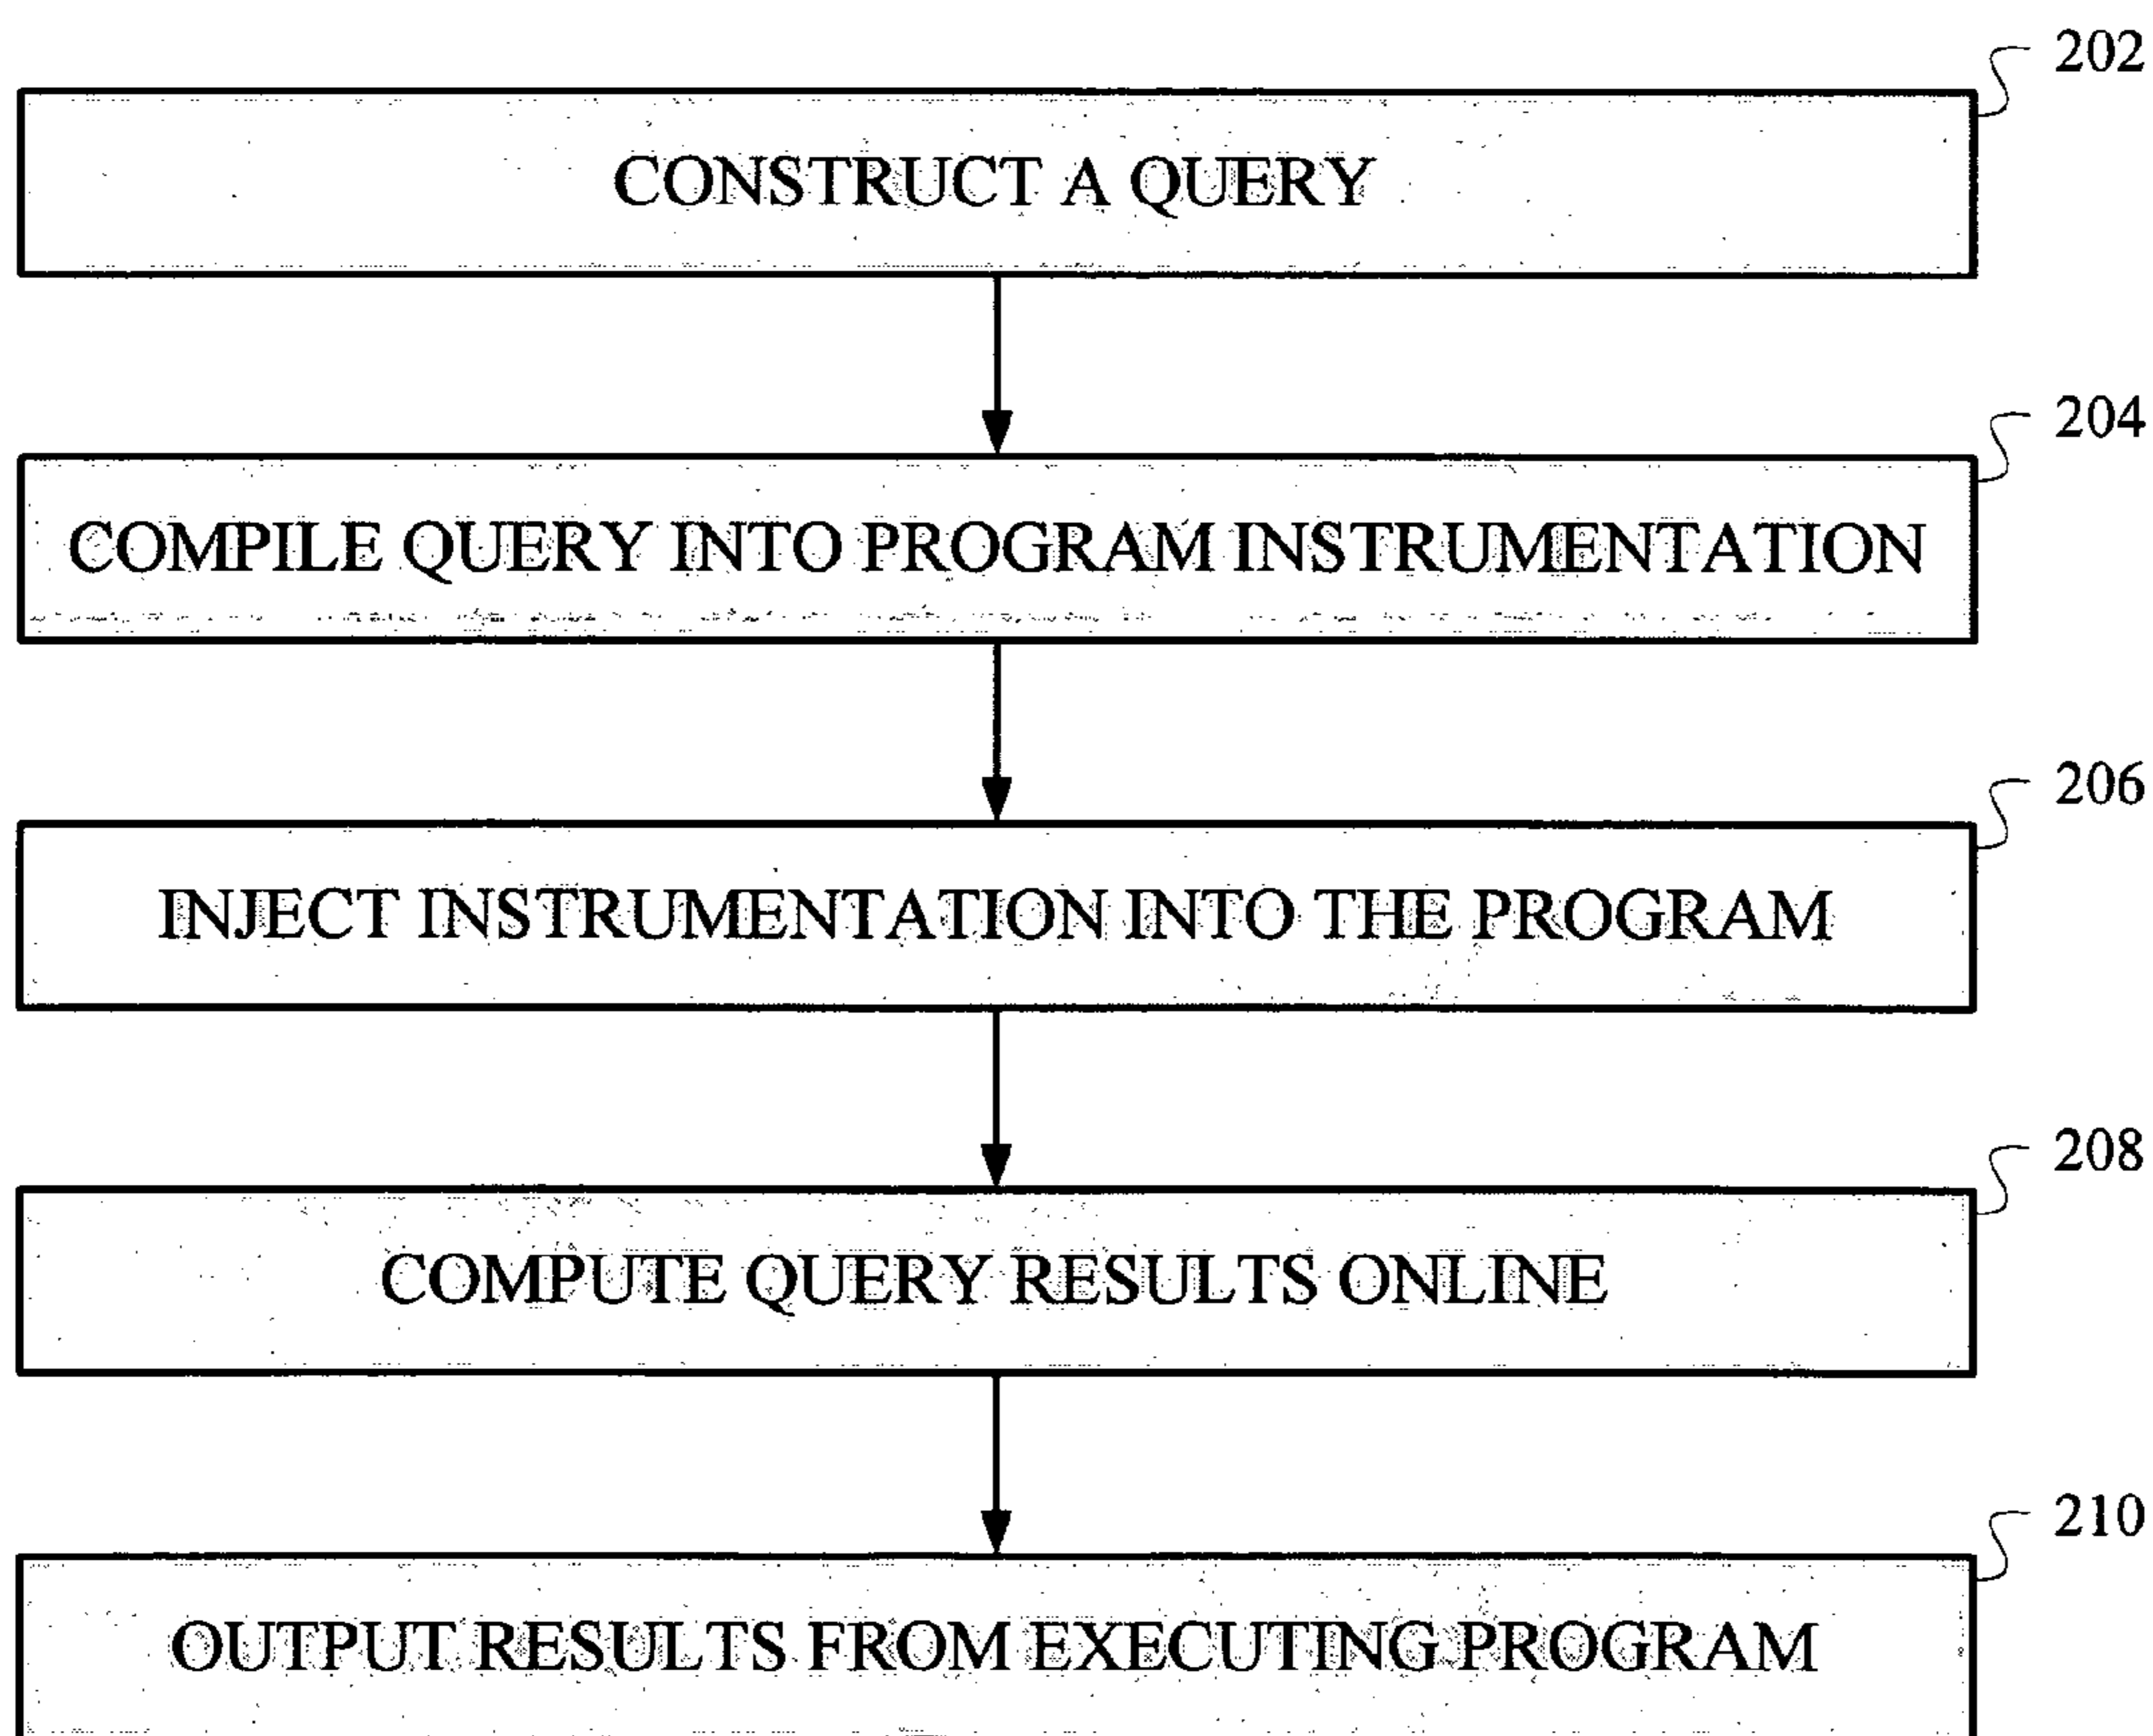 202
CONSTRUCT A QUERY
204
COMPILE QUERY INTO PROGRAM INSTRUMENTATION
206
INJECT INSTRUMENTATION INTO THE PROGRAM
208
COMPUTE QUERY RESULTS ONLINE
210
OUTPUT RESULTS FROM EXECUTING PROGRAM